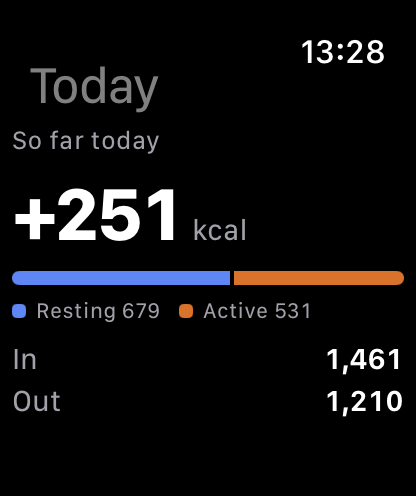 13:28
Today
So far today
+251 kcal
Resting 679 Active 531
In 1,461
Out 1,210